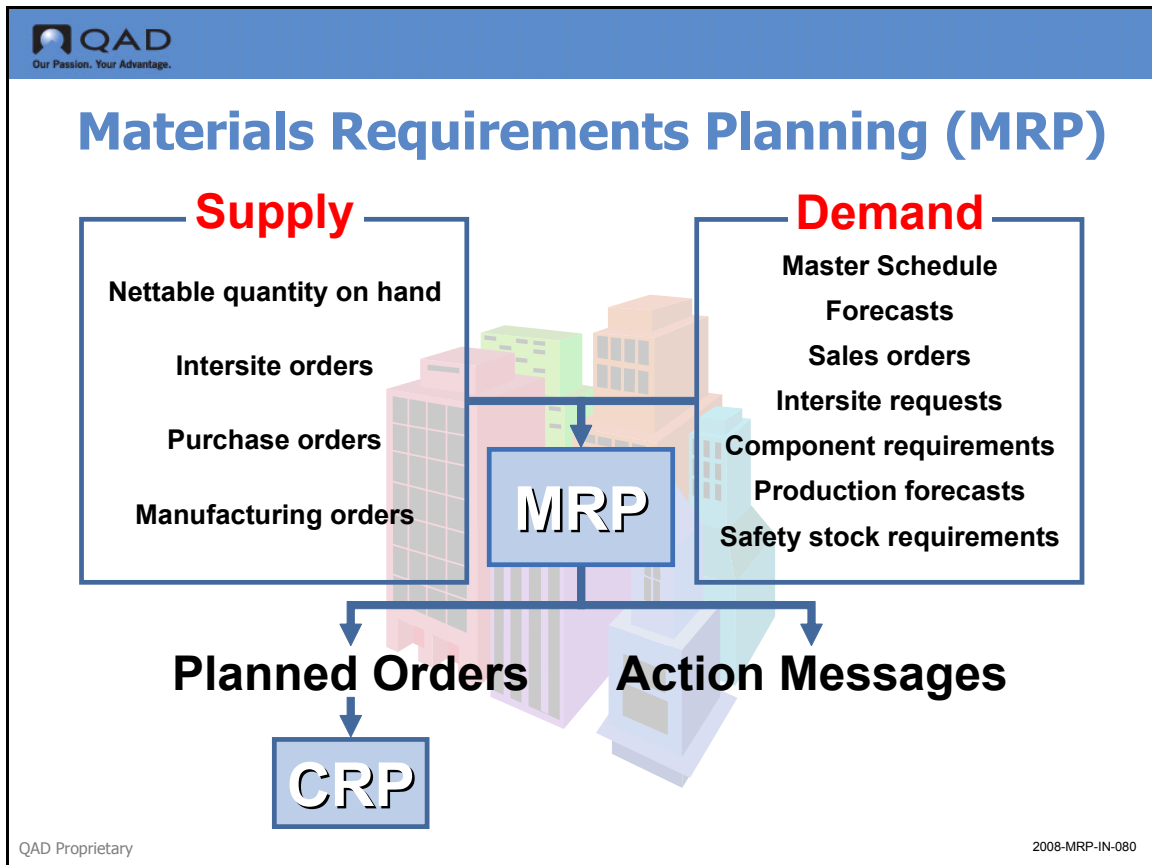 QAD
Our Passion. Your Advantage.
Materials Requirements Planning (MRP)
Supply
Nettable quantity on hand
Intersite orders
Purchase orders
Manufacturing orders
Demand
Master Schedule
Forecasts
Sales orders
Intersite requests
Component requirements
Production forecasts
Safety stock requirements
MRP
Planned Orders
Action Messages
CRP
QAD Proprietary
2008-MRP-IN-080